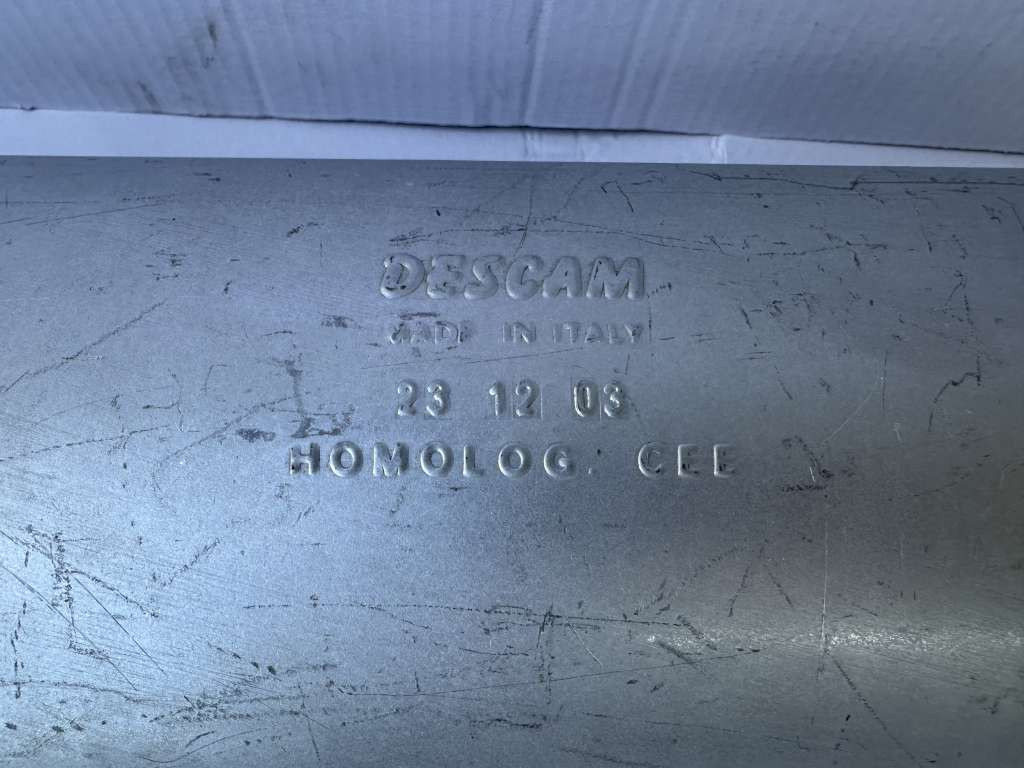 DESCAM
MADE IN ITALY
23 12 03
HOMOLOG. CEE